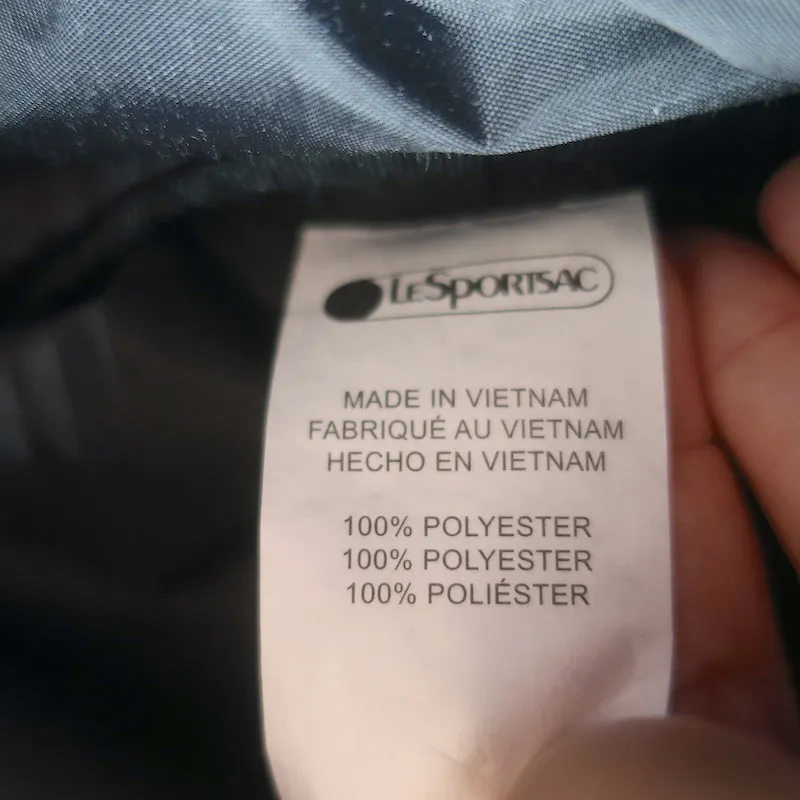 LESPORTSAC
MADE IN VIETNAM
FABRIQUÉ AU VIETNAM
HECHO EN VIETNAM
100% POLYESTER
100% POLYESTER
100% POLIÉSTER